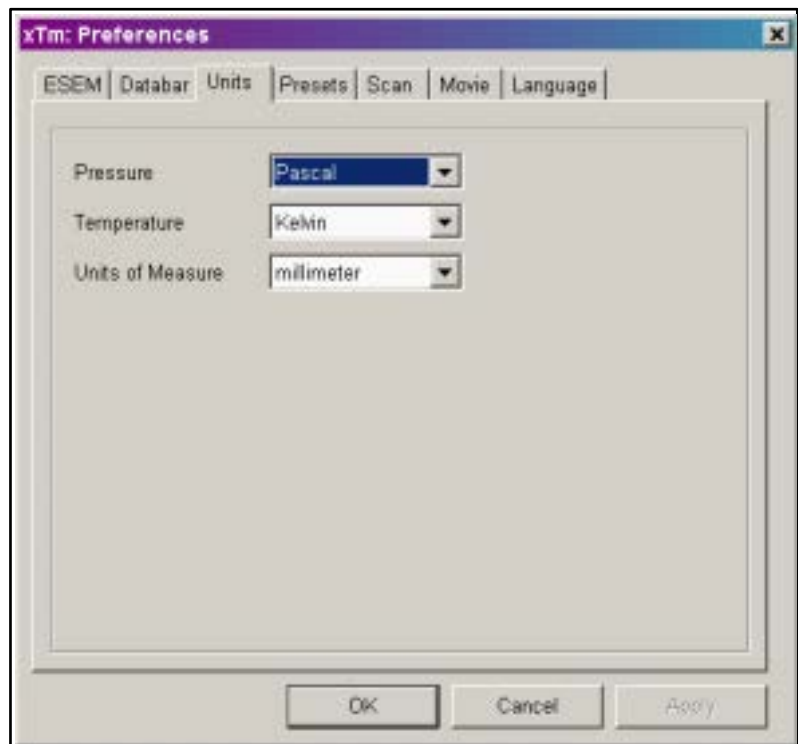 xTm: Preferences
ESEM Databar Units Presets Scan Movie Language
Pressure Pascal
Temperature Kelvin
Units of Measure millimeter
OK Cancel Apply